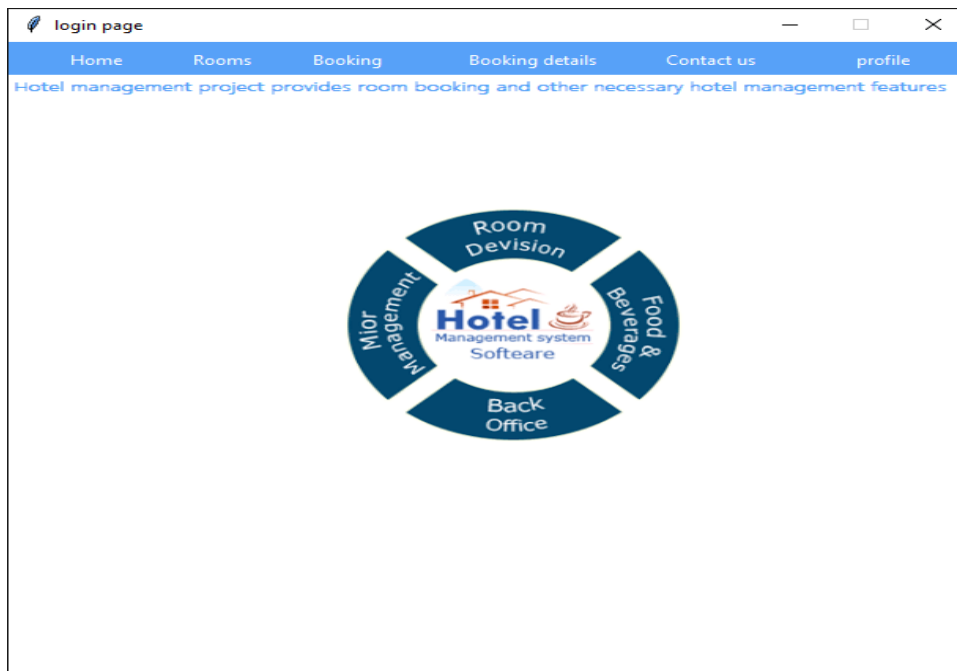 login page
Home Rooms Booking Booking details Contact us profile
Hotel management project provides room booking and other necessary hotel management features
Room
Devision
Mior
Management
Hotel
Management system
Softeare
Food &
Beverages
Back
Office